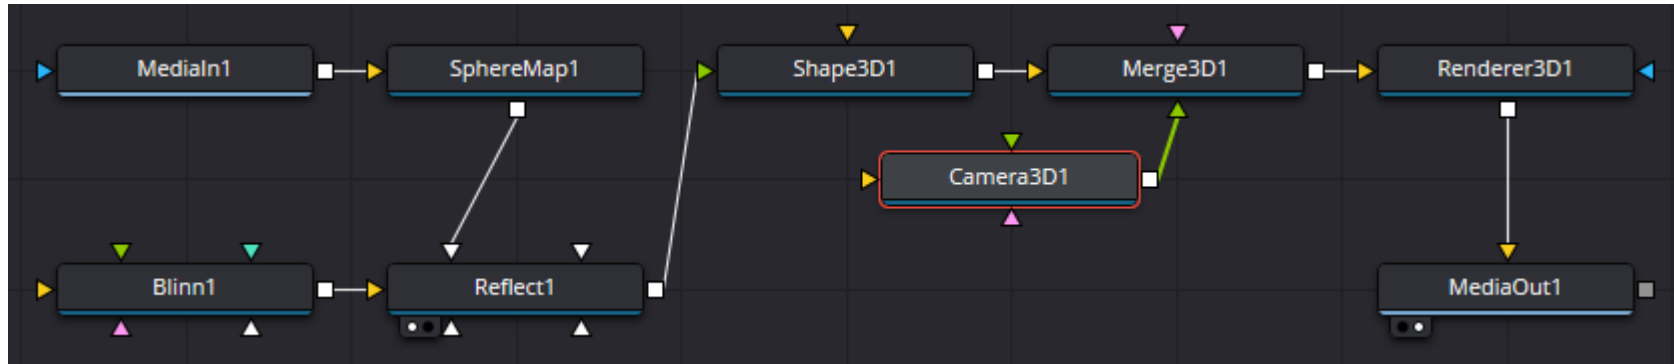 MediaIn1
SphereMap1
Shape3D1
Merge3D1
Renderer3D1
Camera3D1
Blinn1
Reflect1
MediaOut1